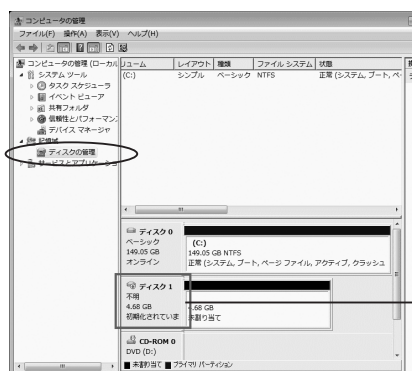 コンピュータの管理
ファイル(F) 操作(A) 表示(V) ヘルプ(H)
コンピュータの管理 (ローカル
システム ツール
タスク スケジューラ
イベント ビューア
共有フォルダ
信頼性とパフォーマンス
デバイス マネージャ
記憶域
ディスクの管理
サービスとアプリケーショ
リューム レイアウト 種類 ファイル システム 状態
(C:) シンプル ベーシック NTFS 正常 (システム, ブート, ペー
ディスク 0
ベーシック
149.05 GB
オンライン
(C:)
149.05 GB NTFS
正常 (システム, ブート, ページ ファイル, アクティブ, クラッシュ
ディスク 1
不明
4.68 GB
初期化されていま
4.68 GB
未割り当て
CD-ROM 0
DVD (D:)
未割り当て プライマリ パーティション